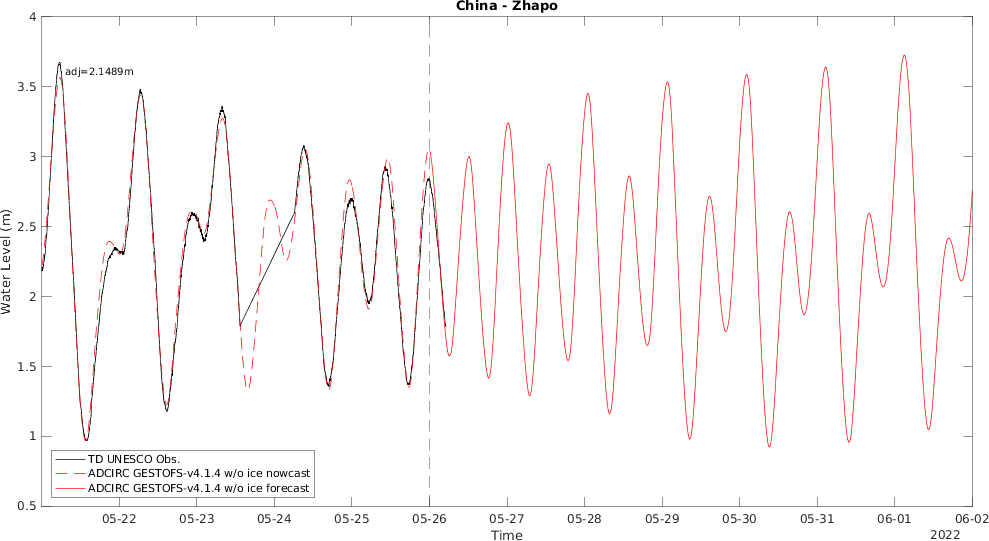 China - Zhapo
adj=2.1489m
Water Level (m)
4
3.5
3
2.5
2
1.5
1
0.5
TD UNESCO Obs.
ADCIRC GESTOFS-v4.1.4 w/o ice nowcast
ADCIRC GESTOFS-v4.1.4 w/o ice forecast
05-22 05-23 05-24 05-25 05-26 05-27 05-28 05-29 05-30 05-31 06-01 06-02
Time
2022